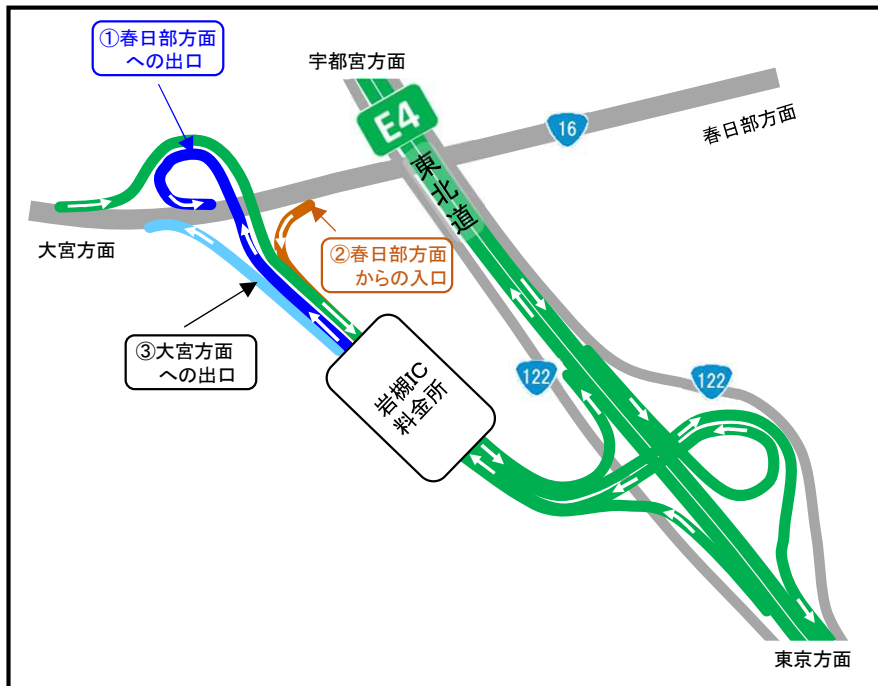 ①春日部方面
への出口
宇都宮方面
E4
16
春日部方面
東北道
大宮方面
②春日部方面
からの入口
③大宮方面
への出口
岩槻IC
料金所
122
122
東京方面